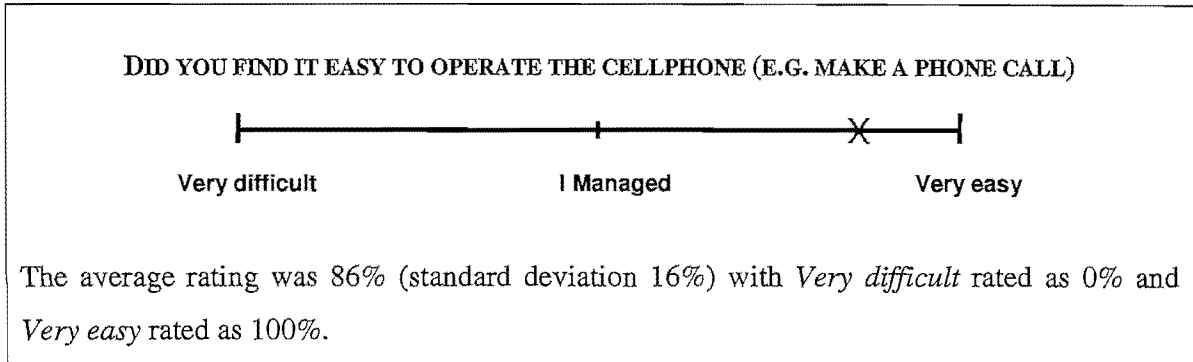 DID YOU FIND IT EASY TO OPERATE THE CELLPHONE (E.G. MAKE A PHONE CALL)
Very difficult I Managed Very easy
The average rating was 86% (standard deviation 16%) with Very difficult rated as 0% and
Very easy rated as 100%.